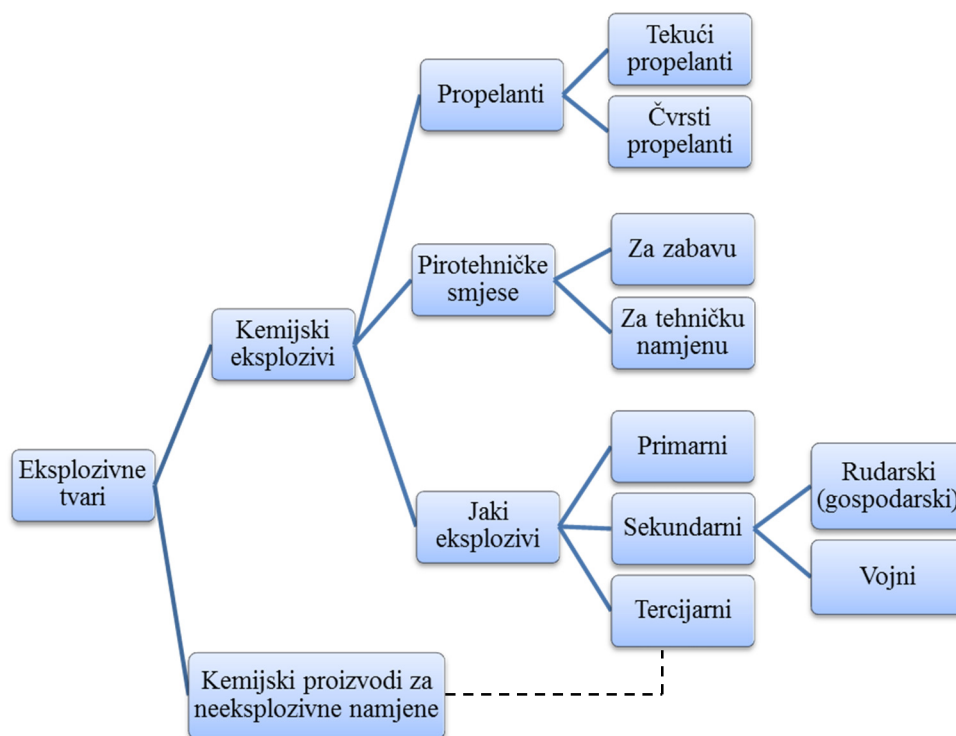 Tekući
propelanti
Propelanti
Čvrsti
propelanti
Za zabavu
Pirotehničke
smjese
Za tehničku
namjenu
Kemijski
eksplozivi
Primarni
Rudarski
(gospodarski)
Eksplozivne
tvari
Jaki
eksplozivi
Sekundarni
Vojni
Tercijarni
Kemijski proizvodi za
neeksplozivne namjene